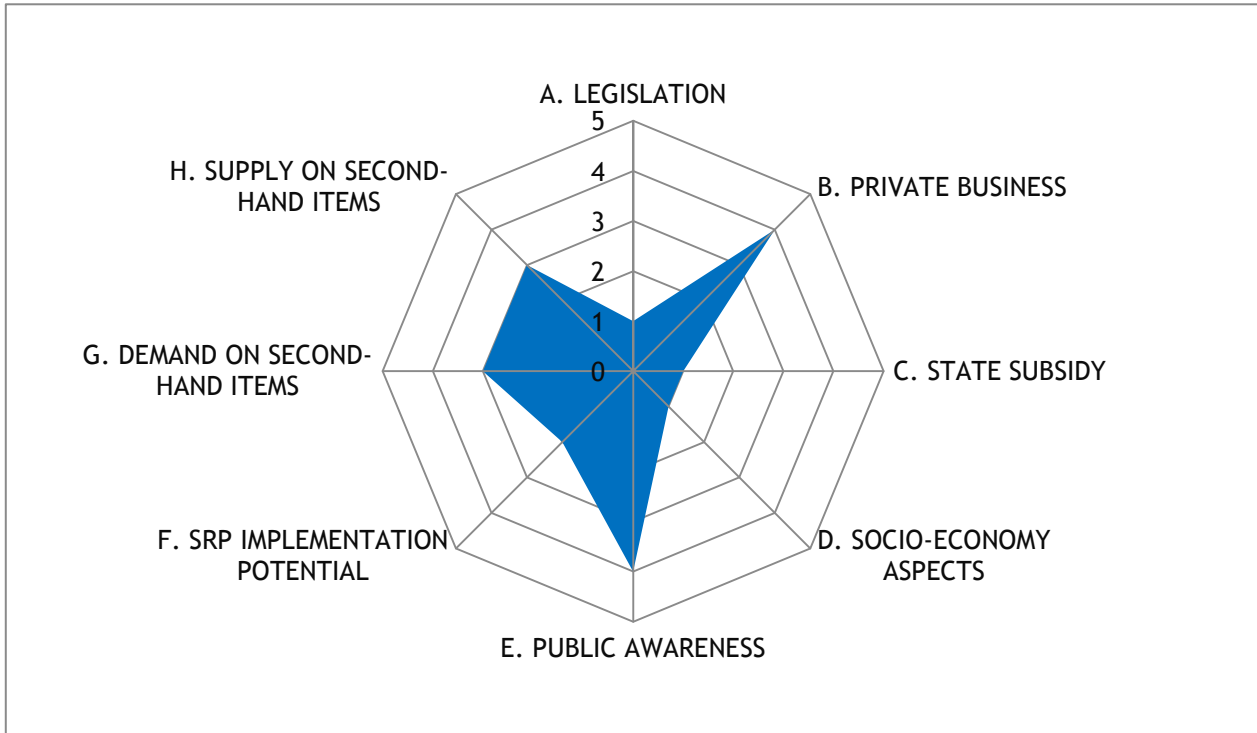 A. LEGISLATION
5
4
3
2
1
0
B. PRIVATE BUSINESS
C. STATE SUBSIDY
D. SOCIO-ECONOMY
ASPECTS
E. PUBLIC AWARENESS
F. SRP IMPLEMENTATION
POTENTIAL
G. DEMAND ON SECOND-
HAND ITEMS
H. SUPPLY ON SECOND-
HAND ITEMS